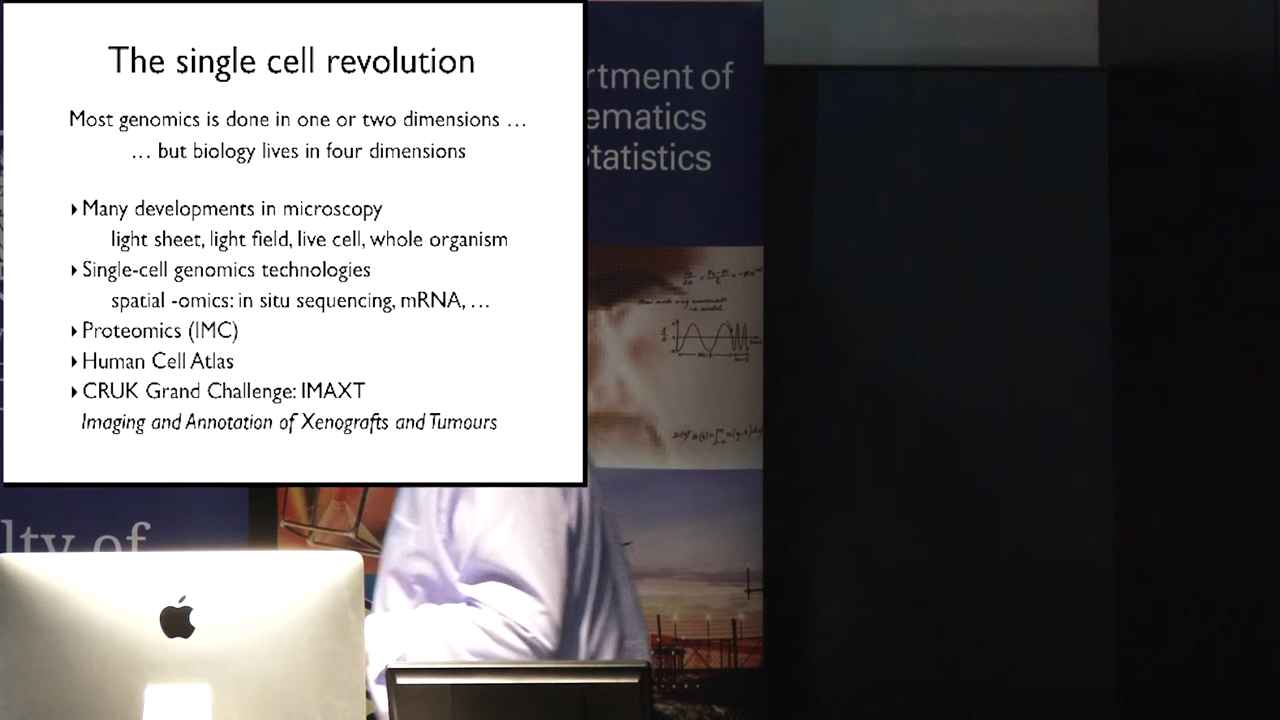 The single cell revolution
Most genomics is done in one or two dimensions …
… but biology lives in four dimensions
Many developments in microscopy
light sheet, light field, live cell, whole organism
Single-cell genomics technologies
spatial -omics: in situ sequencing, mRNA, …
Proteomics (IMC)
Human Cell Atlas
CRUK Grand Challenge: IMAXT
Imaging and Annotation of Xenografts and Tumours
rtment of
ematics
Statistics
lty of